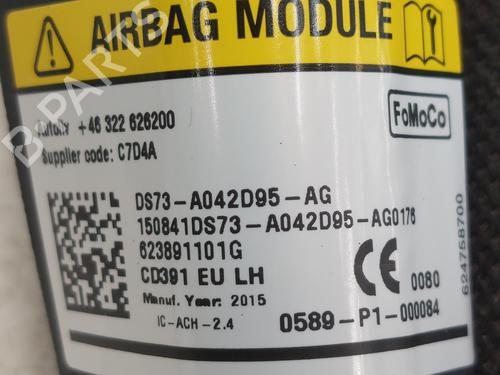 AIRBAG MODULE
Autoliv +46 322 626200
Supplier code: C7D4A
FoMoCo
DS73-A042D95-AG
150841DS73-A042D95-AG0176
623891101G
CD391 EU LH
CE 0080
Manuf. Year: 2015
IC-ACH-2.4
0589-P1-000084
624758700
B PARTS